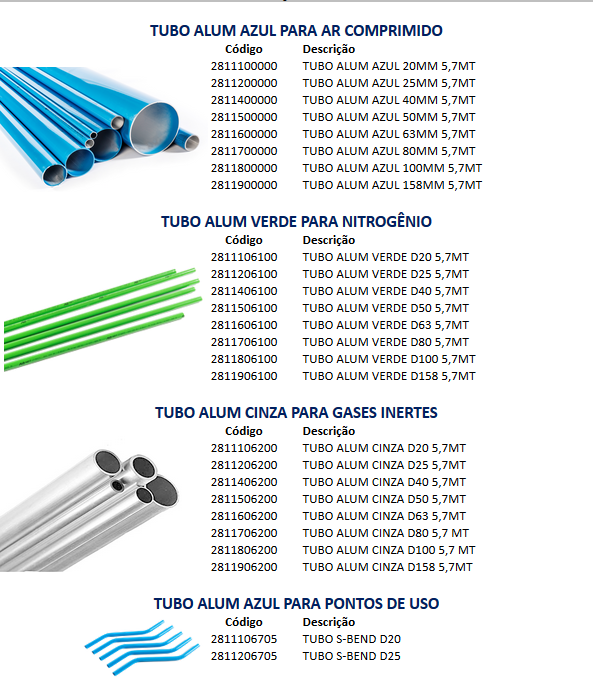 TUBO ALUM AZUL PARA AR COMPRIMIDO
Código Descrição
2811100000 TUBO ALUM AZUL 20MM 5,7MT
2811200000 TUBO ALUM AZUL 25MM 5,7MT
2811400000 TUBO ALUM AZUL 40MM 5,7MT
2811500000 TUBO ALUM AZUL 50MM 5,7MT
2811600000 TUBO ALUM AZUL 63MM 5,7MT
2811700000 TUBO ALUM AZUL 80MM 5,7MT
2811800000 TUBO ALUM AZUL 100MM 5,7MT
2811900000 TUBO ALUM AZUL 158MM 5,7MT
TUBO ALUM VERDE PARA NITROGÊNIO
Código Descrição
2811106100 TUBO ALUM VERDE D20 5,7MT
2811206100 TUBO ALUM VERDE D25 5,7MT
2811406100 TUBO ALUM VERDE D40 5,7MT
2811506100 TUBO ALUM VERDE D50 5,7MT
2811606100 TUBO ALUM VERDE D63 5,7MT
2811706100 TUBO ALUM VERDE D80 5,7MT
2811806100 TUBO ALUM VERDE D100 5,7MT
2811906100 TUBO ALUM VERDE D158 5,7MT
TUBO ALUM CINZA PARA GASES INERTES
Código Descrição
2811106200 TUBO ALUM CINZA D20 5,7MT
2811206200 TUBO ALUM CINZA D25 5,7MT
2811406200 TUBO ALUM CINZA D40 5,7MT
2811506200 TUBO ALUM CINZA D50 5,7MT
2811606200 TUBO ALUM CINZA D63 5,7MT
2811706200 TUBO ALUM CINZA D80 5,7 MT
2811806200 TUBO ALUM CINZA D100 5,7 MT
2811906200 TUBO ALUM CINZA D158 5,7MT
TUBO ALUM AZUL PARA PONTOS DE USO
Código Descrição
2811106705 TUBO S-BEND D20
2811206705 TUBO S-BEND D25